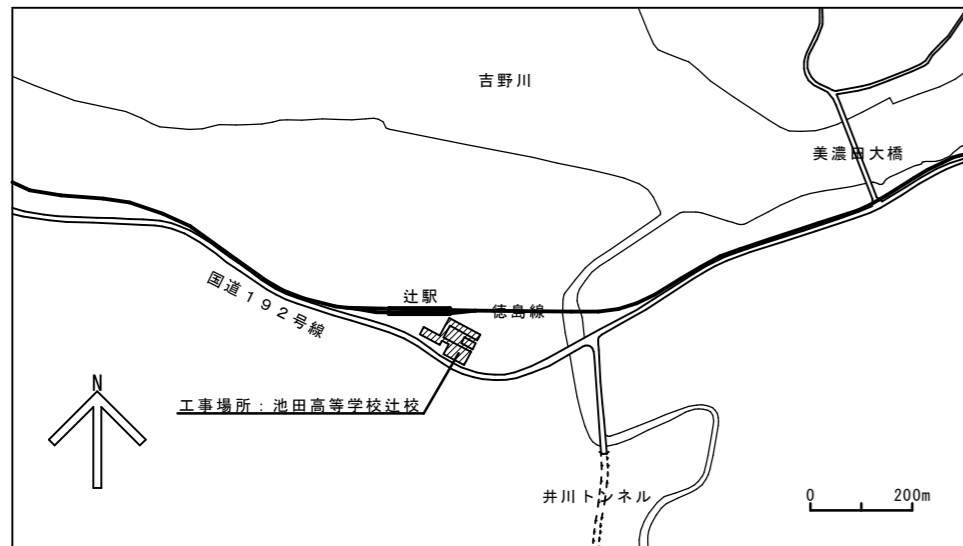 吉野川
美濃田大橋
国道192号線
辻駅
徳島線
N
工事場所：池田高等学校辻校
井川トンネル
0 200m